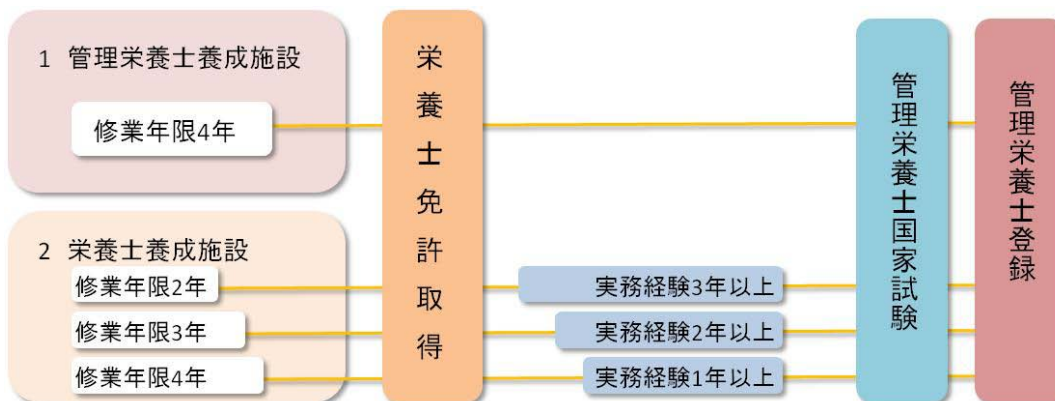 1 管理栄養士養成施設
修業年限4年
2 栄養士養成施設
修業年限2年
修業年限3年
修業年限4年
栄養士免許取得
実務経験3年以上
実務経験2年以上
実務経験1年以上
管理栄養士国家試験
管理栄養士登録